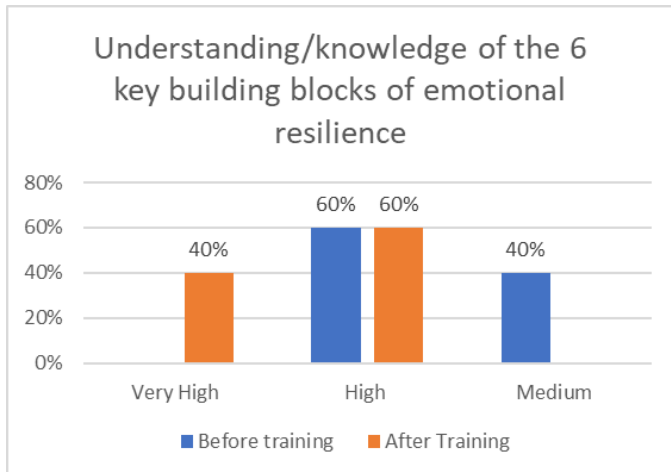 Understanding/knowledge of the 6
key building blocks of emotional
resilience
80%
60% 60%
60%
40% 40%
40%
20%
0%
Very High High Medium
Before training After Training